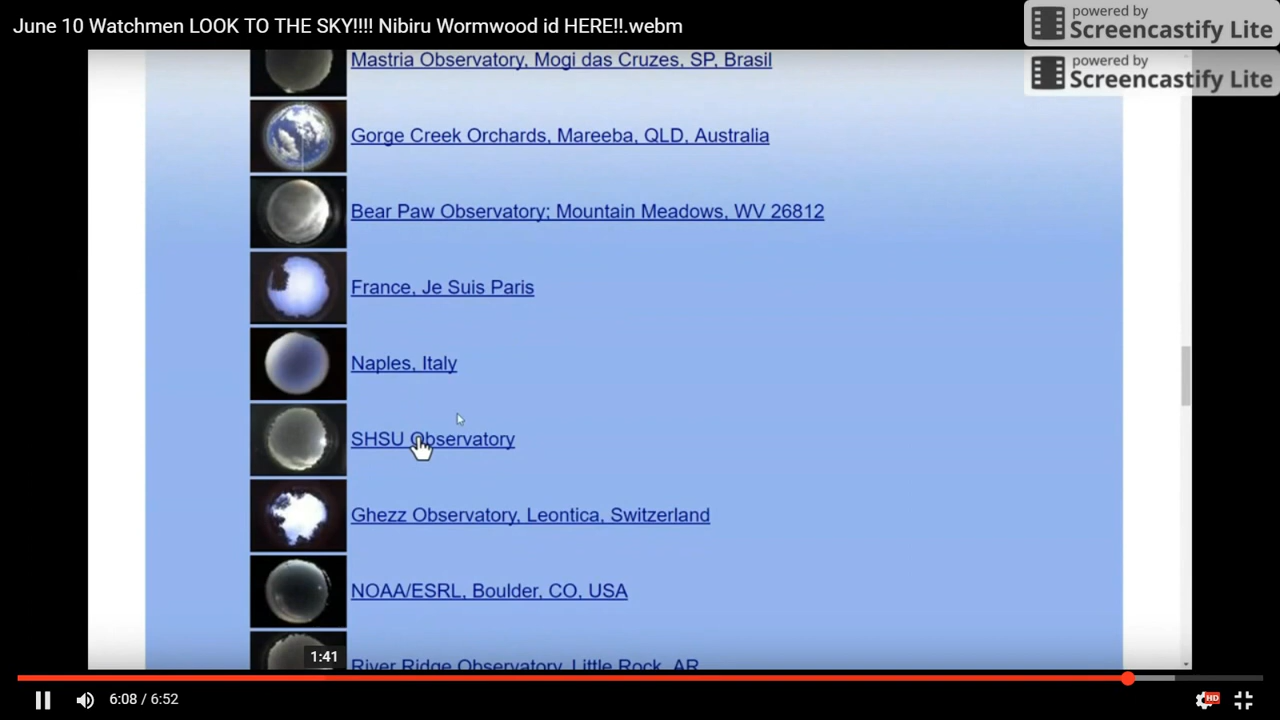 June 10 Watchmen LOOK TO THE SKY!!!! Nibiru Wormwood id HERE!!.webm
powered by
Screencastify Lite
powered by
Screencastify Lite
Mastria Observatory, Mogi das Cruzes, SP, Brasil
Gorge Creek Orchards, Mareeba, QLD, Australia
Bear Paw Observatory; Mountain Meadows, WV 26812
France, Je Suis Paris
Naples, Italy
SHSU Observatory
Ghezz Observatory, Leontica, Switzerland
NOAA/ESRL, Boulder, CO, USA
River Ridge Observatory, Little Rock, AR
1:41
6:08 / 6:52
HD